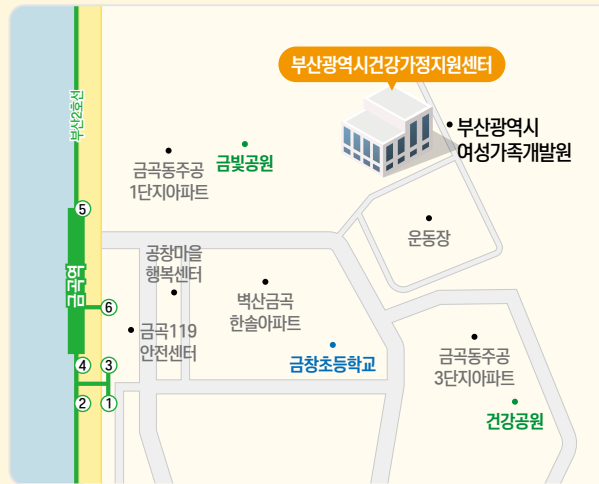 부산광역시건강가정지원센터
부산2호선
부산광역시
여성가족개발원
금곡동주공
1단지아파트
금빛공원
⑤
운동장
공창마을
행복센터
금곡역
⑥
벽산금곡
한솔아파트
금곡119
안전센터
금창초등학교
금곡동주공
3단지아파트
④
③
②
①
건강공원